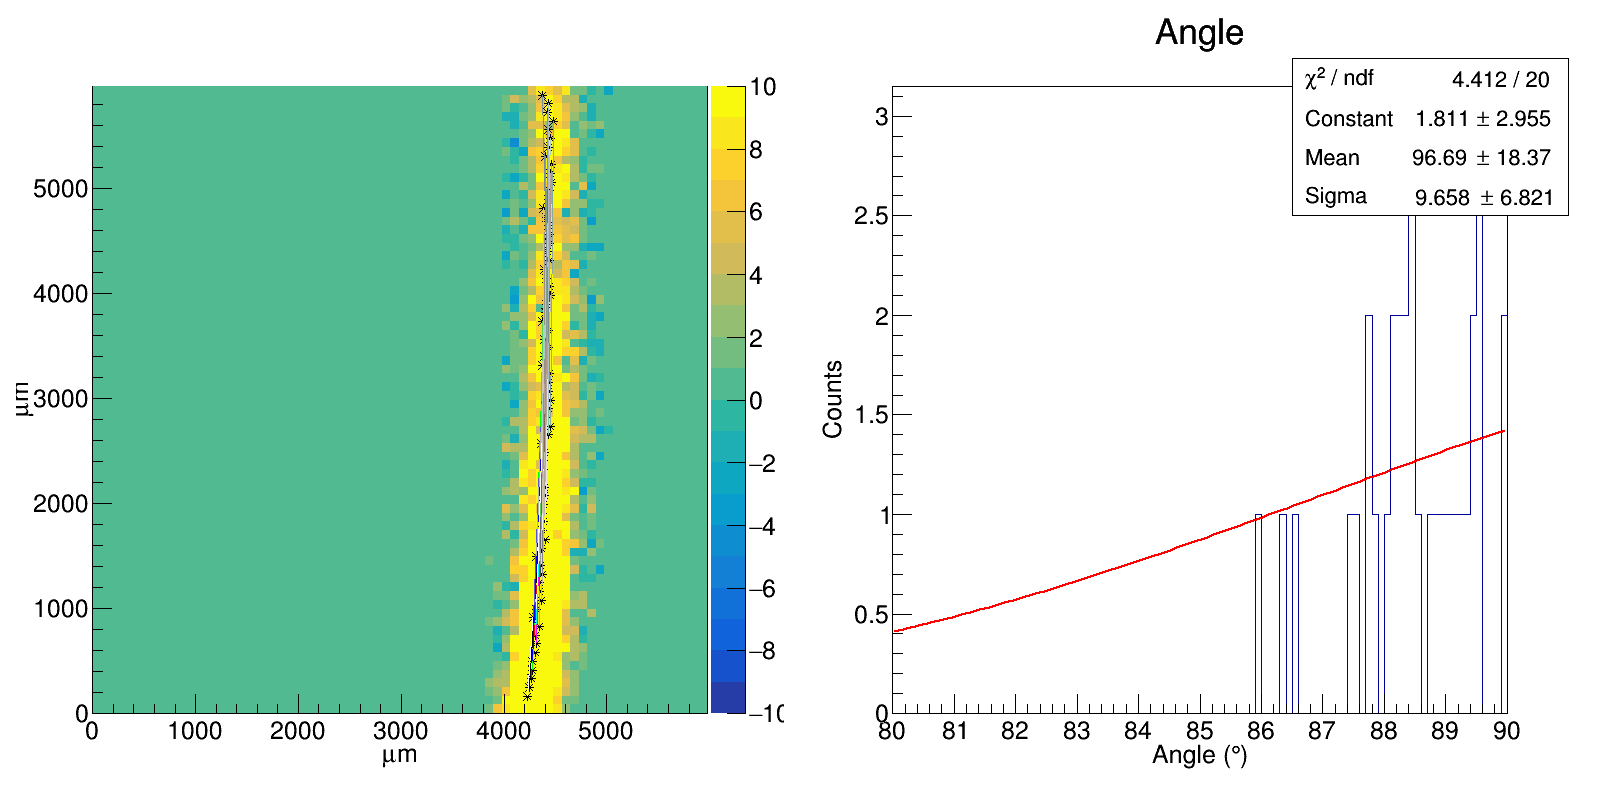 Angle
χ² / ndf 4.412 / 20
Constant 1.811 ± 2.955
Mean 96.69 ± 18.37
Sigma 9.658 ± 6.821
5000
4000
3000
2000
1000
0
μm
0 1000 2000 3000 4000 5000
μm
10
8
6
4
2
0
−2
−4
−6
−8
−10
3
2.5
2
1.5
1
0.5
0
Counts
80 81 82 83 84 85 86 87 88 89 90
Angle (°)